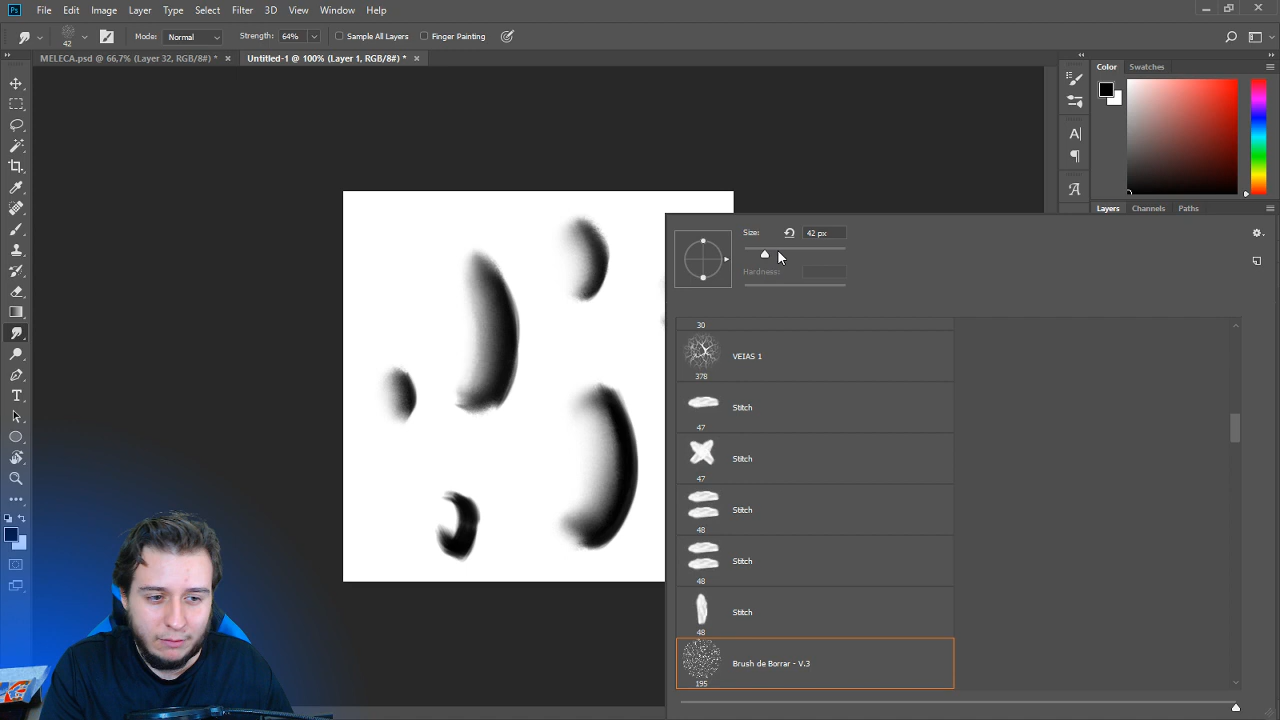 Ps File Edit Image Layer Type Select Filter 3D View Window Help
42 Mode: Normal Strength: 64% Sample All Layers Finger Painting
MELECA.psd @ 66,7% (Layer 32, RGB/8#) * × Untitled-1 @ 100% (Layer 1, RGB/8#) * ×
Color Swatches
Layers Channels Paths
Size: 42 px
Hardness:
30
VEIAS 1
378
Stitch
47
Stitch
47
Stitch
48
Stitch
48
Stitch
48
Brush de Borrar - V.3
195